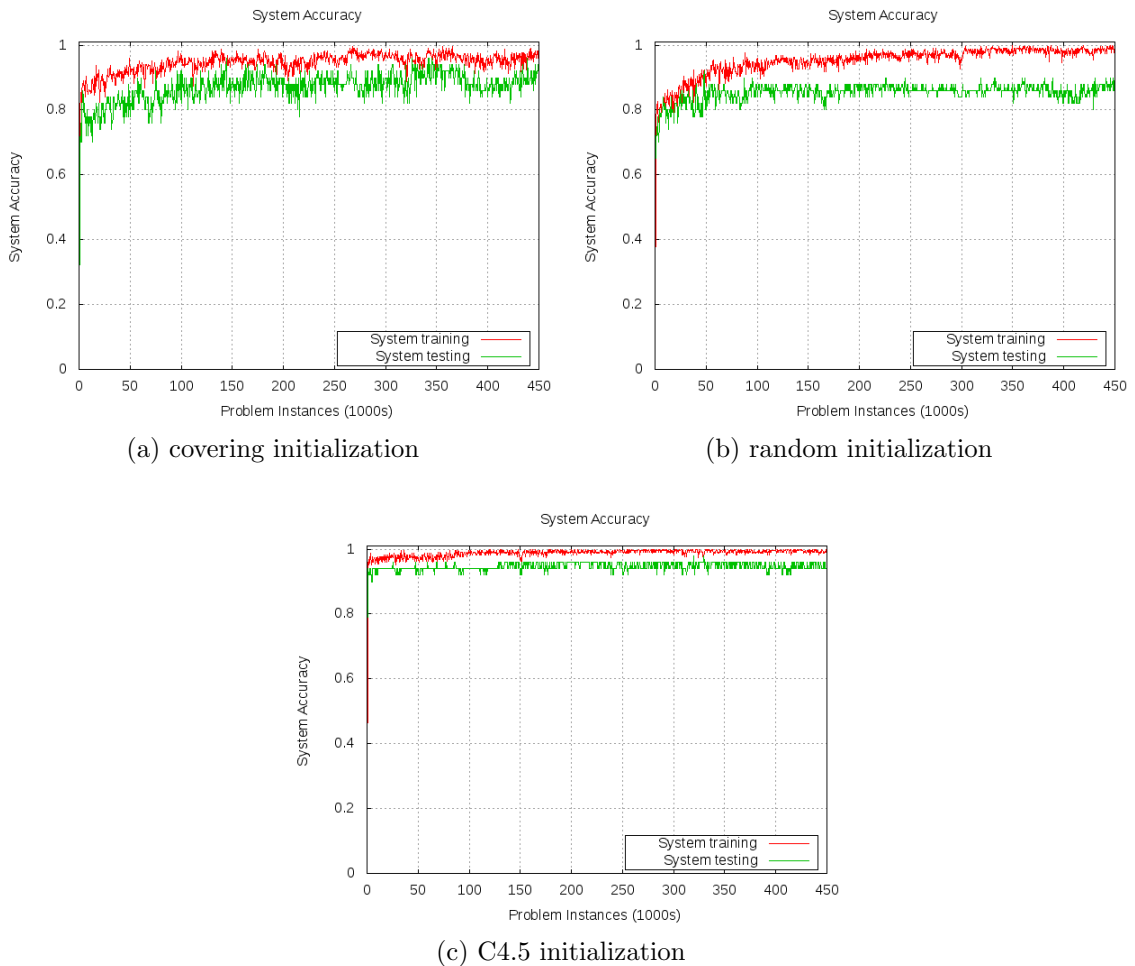 System Accuracy
1
0.8
0.6
0.4
0.2
0
System Accuracy
System training
System testing
0 50 100 150 200 250 300 350 400 450
Problem Instances (1000s)
(a) covering initialization
System Accuracy
1
0.8
0.6
0.4
0.2
0
System Accuracy
System training
System testing
0 50 100 150 200 250 300 350 400 450
Problem Instances (1000s)
(b) random initialization
System Accuracy
1
0.8
0.6
0.4
0.2
0
System Accuracy
System training
System testing
0 50 100 150 200 250 300 350 400 450
Problem Instances (1000s)
(c) C4.5 initialization